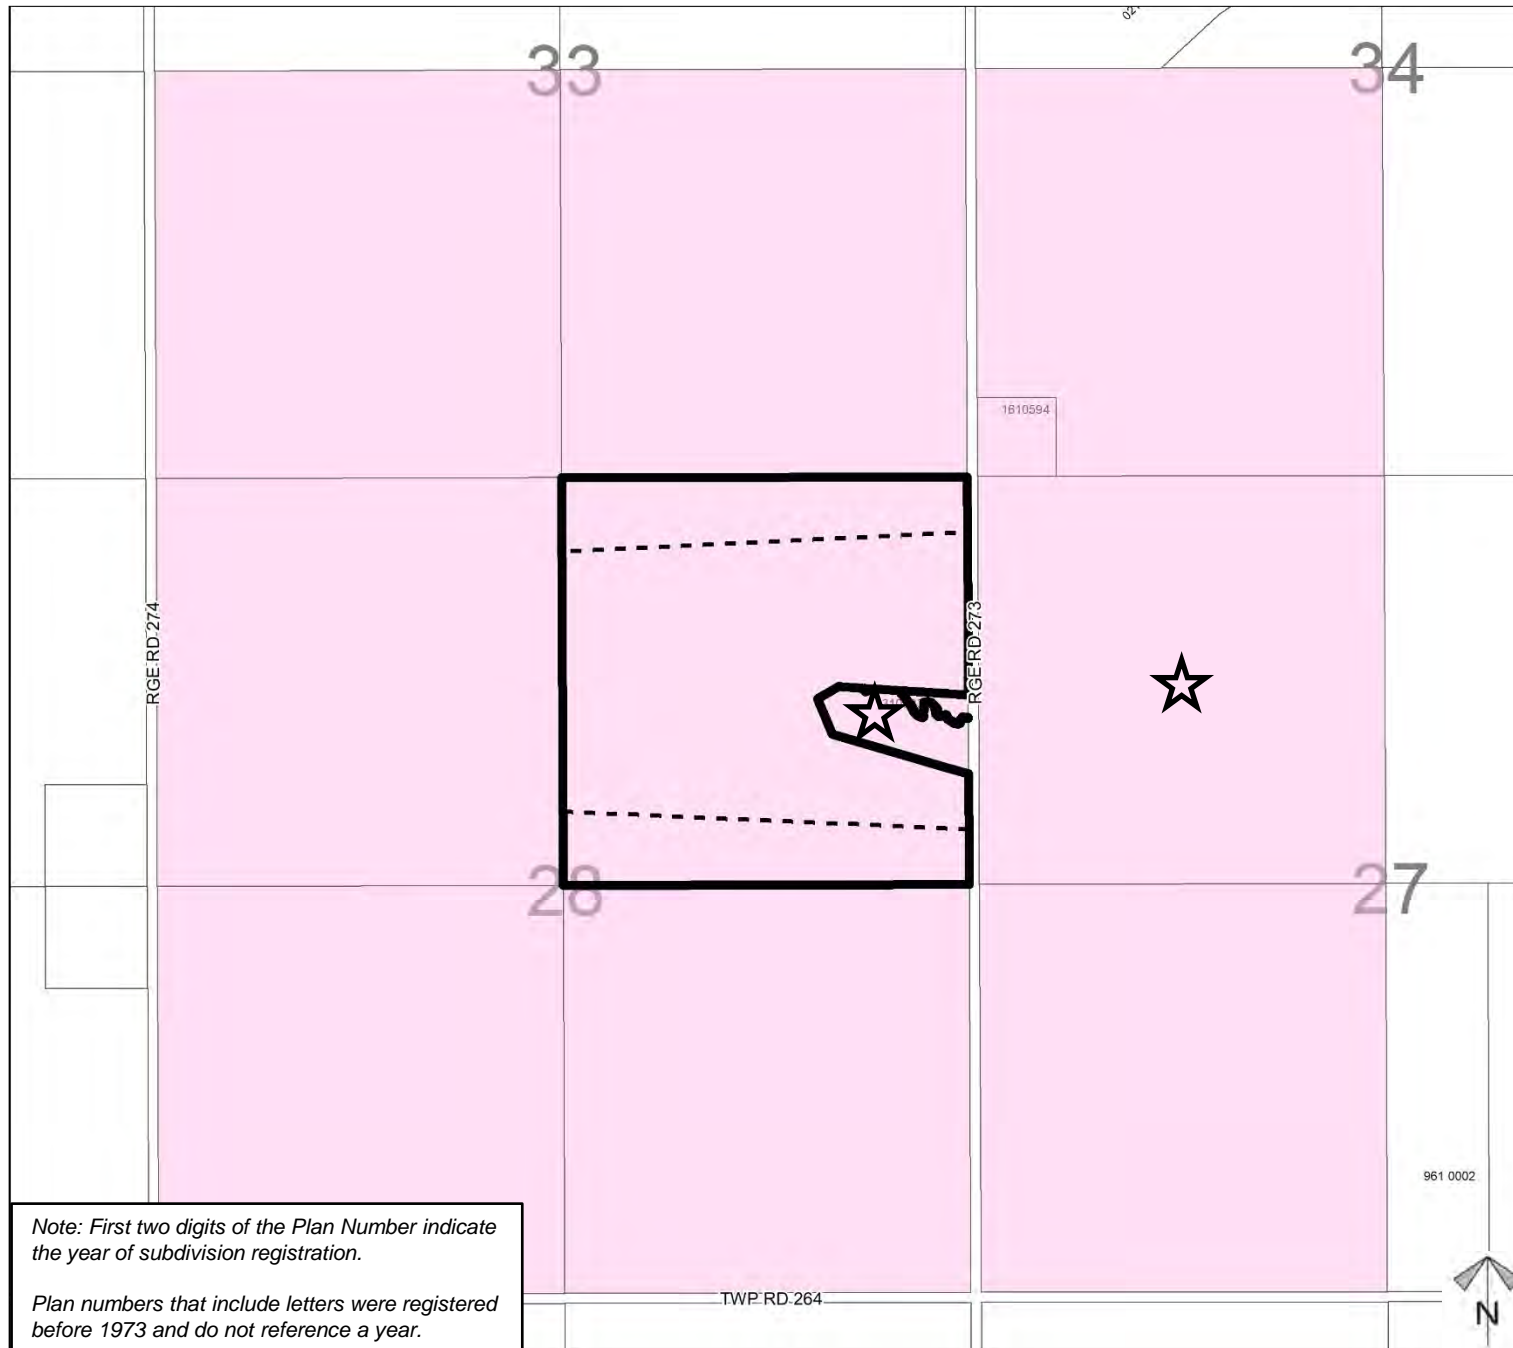 33
34
1610594
RGE RD 274
RGE RD 273
28
27
961 0002
Note: First two digits of the Plan Number indicate
the year of subdivision registration.
Plan numbers that include letters were registered
before 1973 and do not reference a year.
TWP RD 264
N